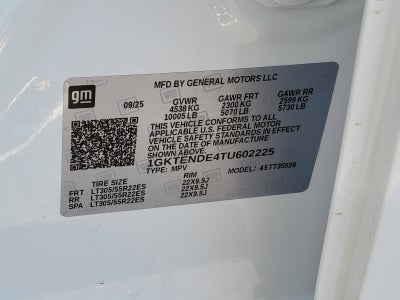 gm
MFD BY GENERAL MOTORS LLC
09/25 GVWR GAWR FRT GAWR RR
4538 KG 2300 KG 2599 KG
10005 LB 5070 LB 5730 LB
THIS VEHICLE CONFORMS TO ALL
APPLICABLE U.S. FEDERAL MOTOR
VEHICLE SAFETY STANDARDS IN EFFECT
ON THE DATE OF MANUFACTURE
SHOWN ABOVE.
1GKTENDE4TU602225
TYPE: MPV MODEL: 4STT35526
TIRE SIZE RIM
FRT LT305/55R22ES 22X9.5J
RR LT305/55R22ES 22X9.5J
SPA LT305/55R22ES 22X9.5J